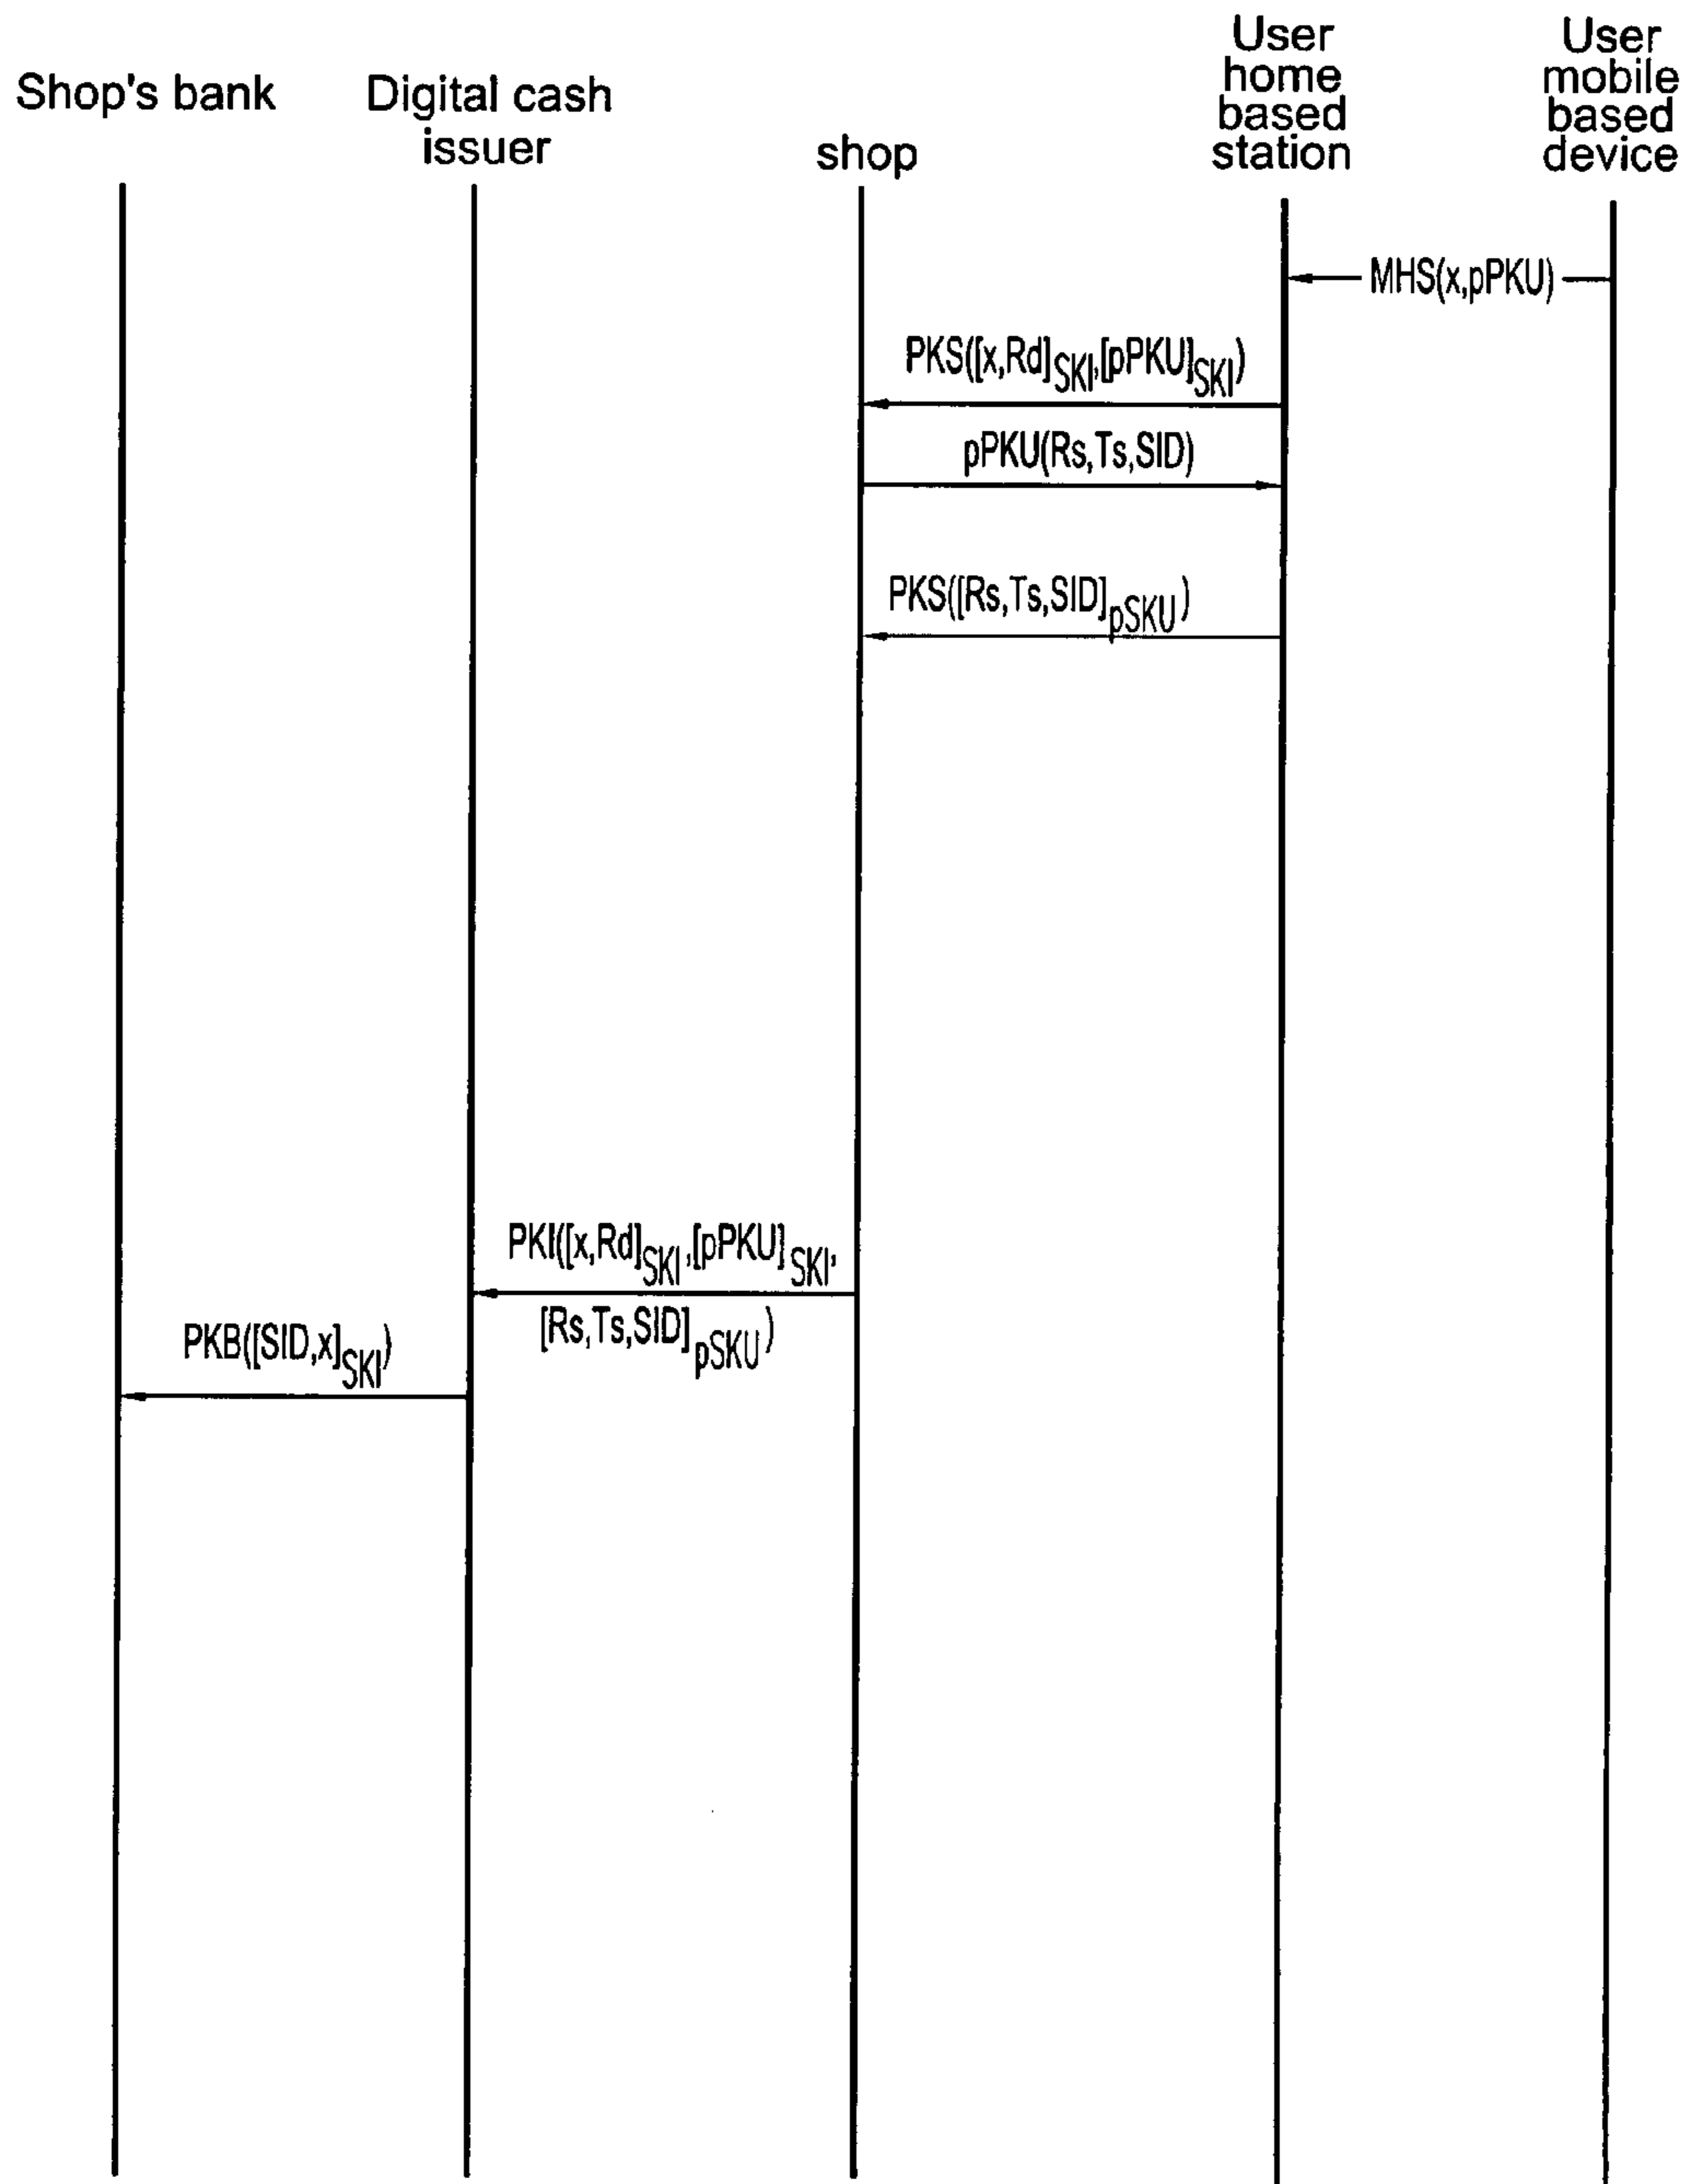 Shop's bank
Digital cash
issuer
shop
User
home
based
station
User
mobile
based
device
MHS(x,pPKU)
PKS([x,Rd]SKI,[pPKU]SKI)
pPKU(Rs,Ts,SID)
PKS([Rs,Ts,SID]pSKU)
PKI([x,Rd]SKI,[pPKU]SKI,
[Rs,Ts,SID]pSKU)
PKB([SID,x]SKI)